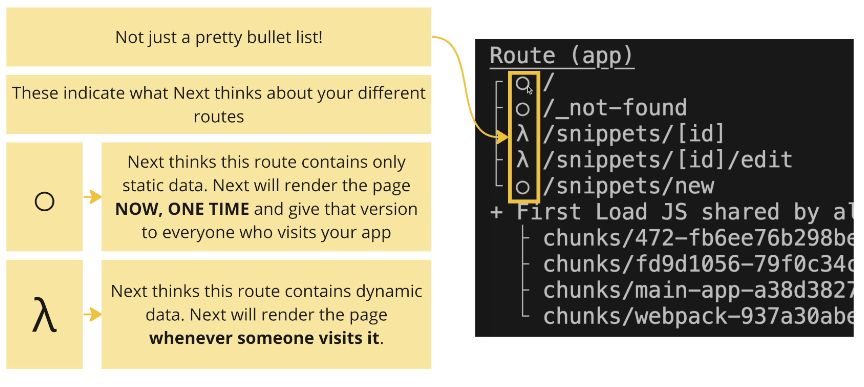 Not just a pretty bullet list!
These indicate what Next thinks about your different
routes
○
Next thinks this route contains only
static data. Next will render the page
NOW, ONE TIME and give that version
to everyone who visits your app
λ
Next thinks this route contains dynamic
data. Next will render the page
whenever someone visits it.
Route (app)
┌ ○ /
├ ○ /_not-found
├ λ /snippets/[id]
├ λ /snippets/[id]/edit
└ ○ /snippets/new
+ First Load JS shared by al
├ chunks/472-fb6ee76b298be
├ chunks/fd9d1056-79f0c34c
├ chunks/main-app-a38d3827
└ chunks/webpack-937a30abe